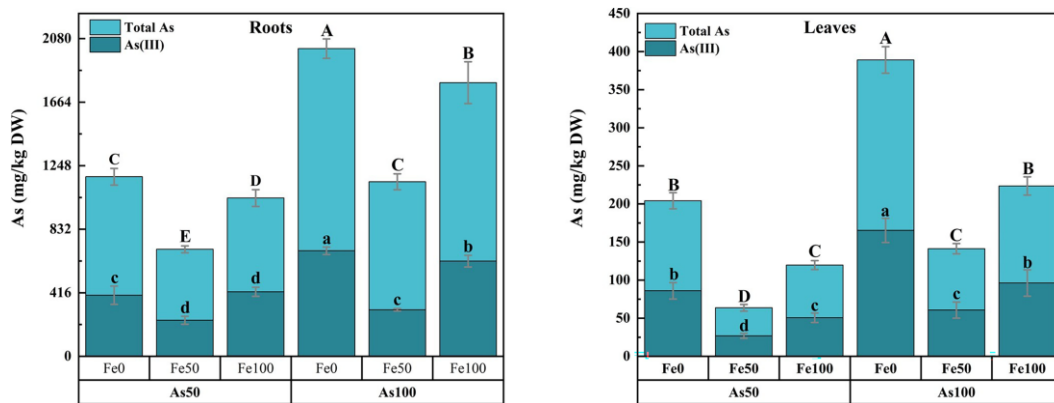 Roots
Total As
As(III)
As (mg/kg DW)
2080
1664
1248
832
416
0
C
c
E
d
D
d
A
a
C
c
B
b
Fe0 Fe50 Fe100 Fe0 Fe50 Fe100
As50 As100
Leaves
Total As
As(III)
As (mg/kg DW)
450
400
350
300
250
200
150
100
50
0
B
b
D
d
C
c
A
a
C
c
B
b
Fe0 Fe50 Fe100 Fe0 Fe50 Fe100
As50 As100